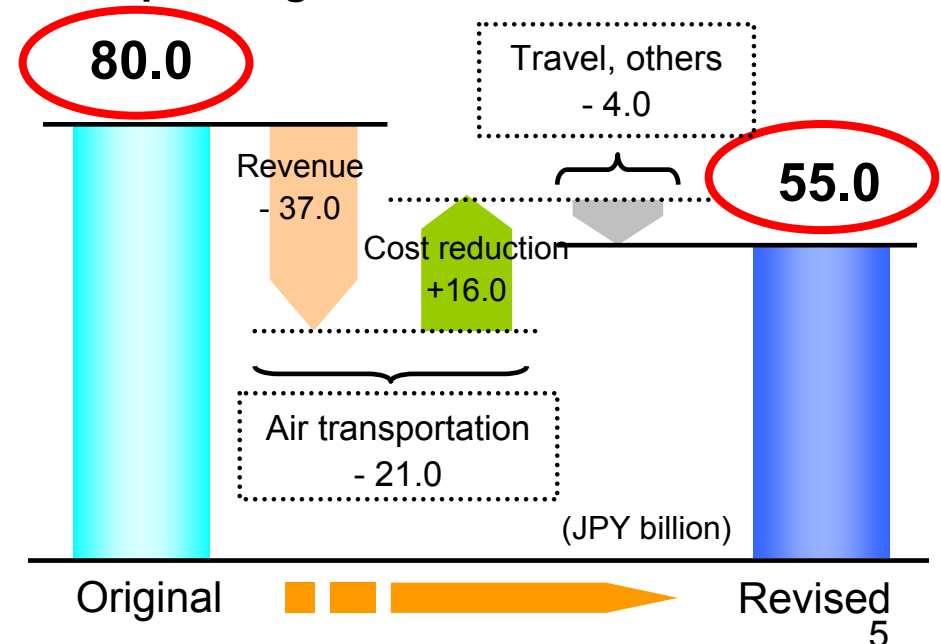 80.0
Travel, others
- 4.0
Revenue
- 37.0
55.0
Cost reduction
+16.0
Air transportation
- 21.0
(JPY billion)
Original
Revised
5